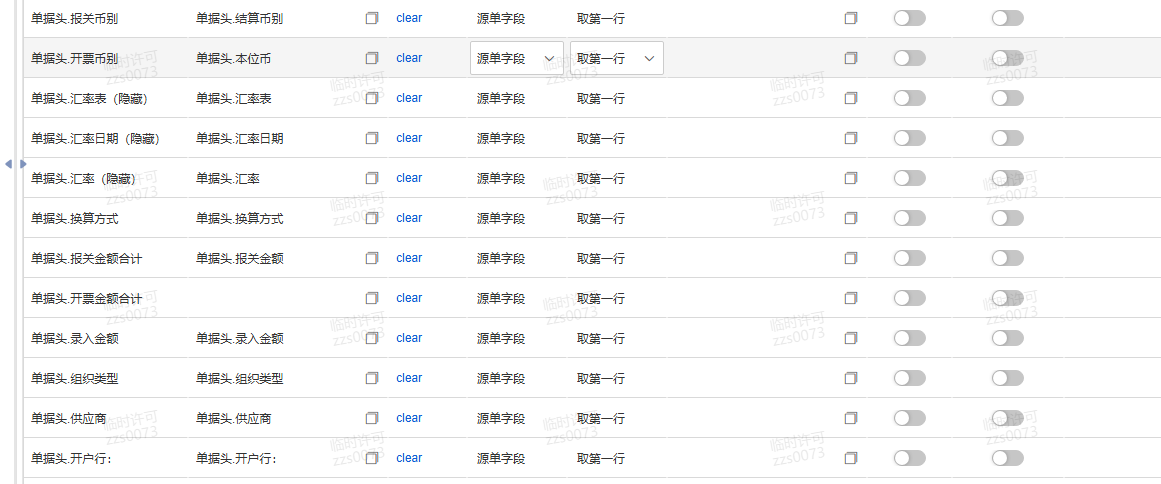 单据头.报关币别 单据头.结算币别 clear 源单字段 取第一行
单据头.开票币别 单据头.本位币 clear 源单字段 取第一行
单据头.汇率表（隐藏） 单据头.汇率表 clear 源单字段 取第一行
单据头.汇率日期（隐藏） 单据头.汇率日期 clear 源单字段 取第一行
单据头.汇率（隐藏） 单据头.汇率 clear 源单字段 取第一行
单据头.换算方式 单据头.换算方式 clear 源单字段 取第一行
单据头.报关金额合计 单据头.报关金额 clear 源单字段 取第一行
单据头.开票金额合计 clear 源单字段 取第一行
单据头.录入金额 单据头.录入金额 clear 源单字段 取第一行
单据头.组织类型 单据头.组织类型 clear 源单字段 取第一行
单据头.供应商 单据头.供应商 clear 源单字段 取第一行
单据头.开户行： 单据头.开户行： clear 源单字段 取第一行
临时许可
zzs0073